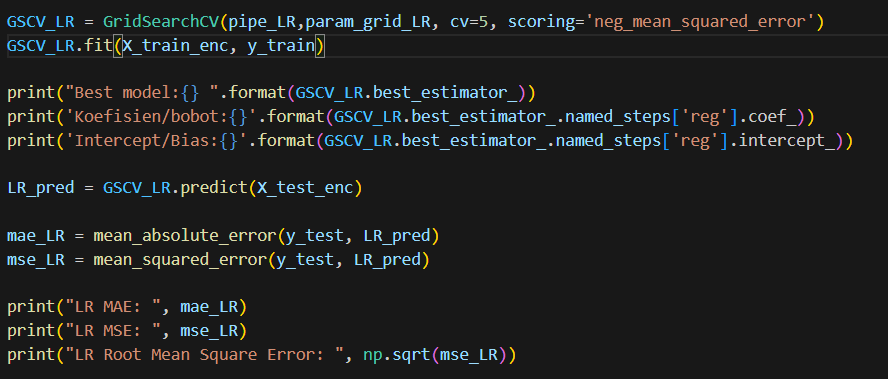 GSCV_LR = GridSearchCV(pipe_LR,param_grid_LR, cv=5, scoring='neg_mean_squared_error')
GSCV_LR.fit(X_train_enc, y_train)
print("Best model:{} ".format(GSCV_LR.best_estimator_))
print('Koefisien/bobot:{}'.format(GSCV_LR.best_estimator_.named_steps['reg'].coef_))
print('Intercept/Bias:{}'.format(GSCV_LR.best_estimator_.named_steps['reg'].intercept_))
LR_pred = GSCV_LR.predict(X_test_enc)
mae_LR = mean_absolute_error(y_test, LR_pred)
mse_LR = mean_squared_error(y_test, LR_pred)
print("LR MAE: ", mae_LR)
print("LR MSE: ", mse_LR)
print("LR Root Mean Square Error: ", np.sqrt(mse_LR))